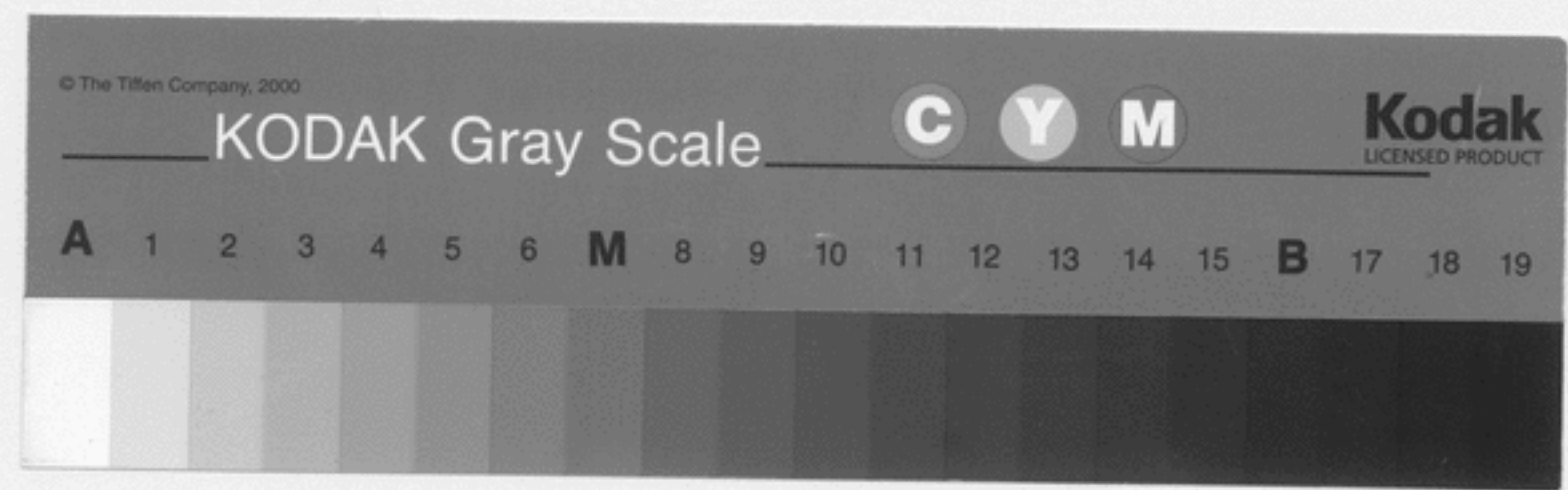 © The Tiffen Company, 2000
KODAK Gray Scale
C Y M
Kodak
LICENSED PRODUCT
A 1 2 3 4 5 6 M 8 9 10 11 12 13 14 15 B 17 18 19